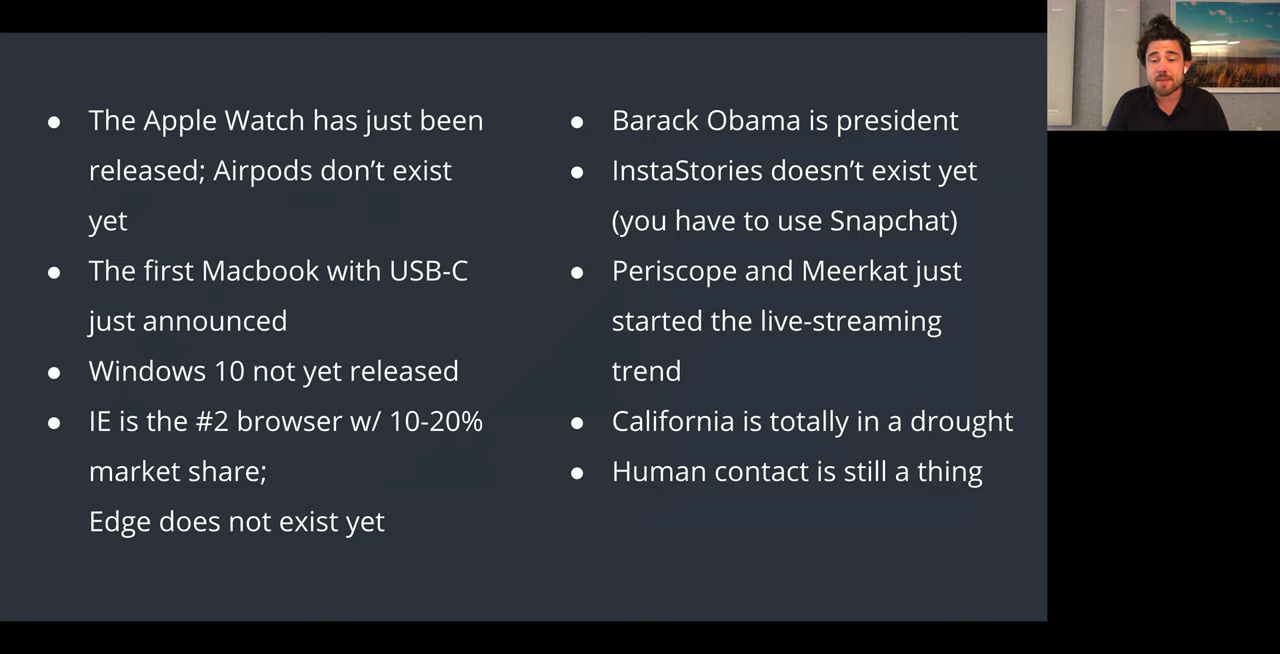 ● The Apple Watch has just been
released; Airpods don’t exist
yet
● The first Macbook with USB-C
just announced
● Windows 10 not yet released
● IE is the #2 browser w/ 10-20%
market share;
Edge does not exist yet
● Barack Obama is president
● InstaStories doesn’t exist yet
(you have to use Snapchat)
● Periscope and Meerkat just
started the live-streaming
trend
● California is totally in a drought
● Human contact is still a thing